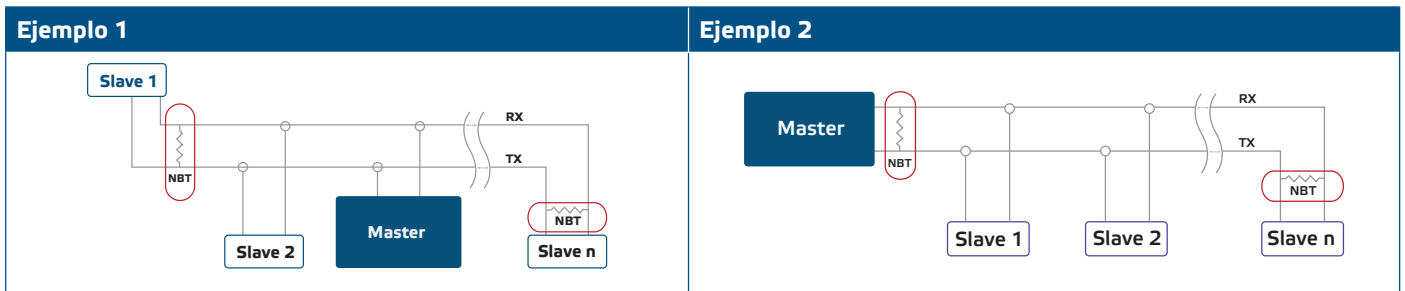 Ejemplo 1
Slave 1
RX
TX
NBT
NBT
Master
Slave 2
Slave n
Ejemplo 2
Master
RX
TX
NBT
NBT
Slave 1
Slave 2
Slave n